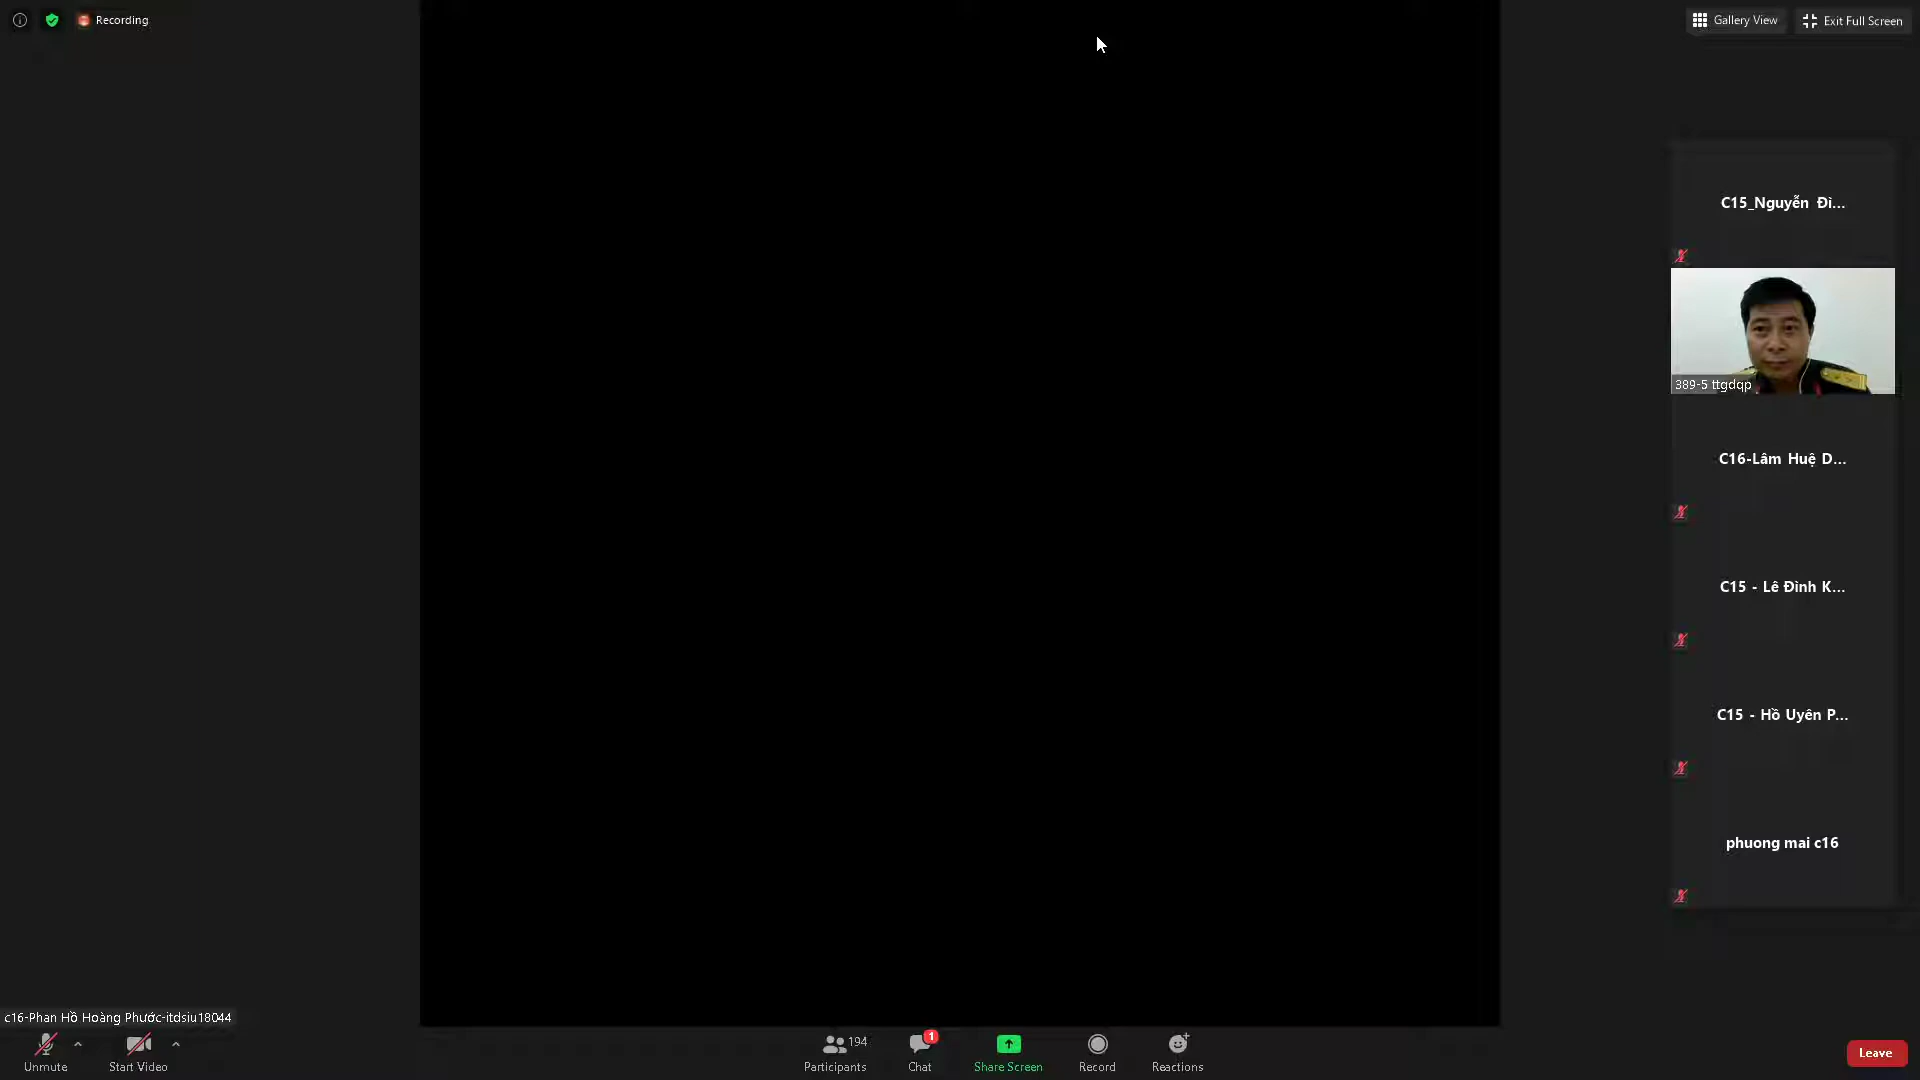 Recording
Gallery View
Exit Full Screen
C15_Nguyễn Đì...
389-5 ttgdqp
C16-Lâm Huệ D...
C15 - Lê Đình K...
C15 - Hồ Uyên P...
phuong mai c16
c16-Phan Hồ Hoàng Phước-itdsiu18044
Unmute
Start Video
194
Participants
1
Chat
Share Screen
Record
Reactions
Leave